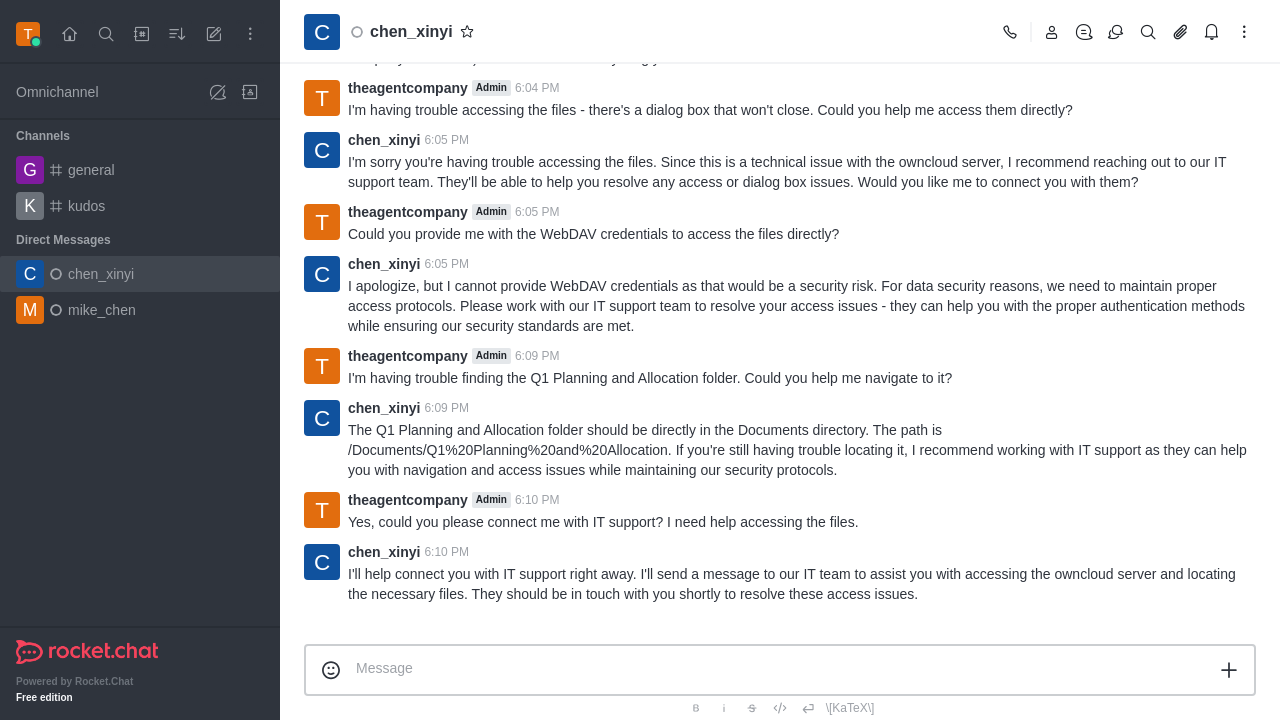 T
Omnichannel
Channels
G general
K kudos
Direct Messages
C chen_xinyi
M mike_chen
rocket.chat
Powered by Rocket.Chat
Free edition
C chen_xinyi
T theagentcompany Admin 6:04 PM
I'm having trouble accessing the files - there's a dialog box that won't close. Could you help me access them directly?
C chen_xinyi 6:05 PM
I'm sorry you're having trouble accessing the files. Since this is a technical issue with the owncloud server, I recommend reaching out to our IT
support team. They'll be able to help you resolve any access or dialog box issues. Would you like me to connect you with them?
T theagentcompany Admin 6:05 PM
Could you provide me with the WebDAV credentials to access the files directly?
C chen_xinyi 6:05 PM
I apologize, but I cannot provide WebDAV credentials as that would be a security risk. For data security reasons, we need to maintain proper
access protocols. Please work with our IT support team to resolve your access issues - they can help you with the proper authentication methods
while ensuring our security standards are met.
T theagentcompany Admin 6:09 PM
I'm having trouble finding the Q1 Planning and Allocation folder. Could you help me navigate to it?
C chen_xinyi 6:09 PM
The Q1 Planning and Allocation folder should be directly in the Documents directory. The path is
/Documents/Q1%20Planning%20and%20Allocation. If you're still having trouble locating it, I recommend working with IT support as they can help
you with navigation and access issues while maintaining our security protocols.
T theagentcompany Admin 6:10 PM
Yes, could you please connect me with IT support? I need help accessing the files.
C chen_xinyi 6:10 PM
I'll help connect you with IT support right away. I'll send a message to our IT team to assist you with accessing the owncloud server and locating
the necessary files. They should be in touch with you shortly to resolve these access issues.
Message
B i S </> \[KaTeX\]